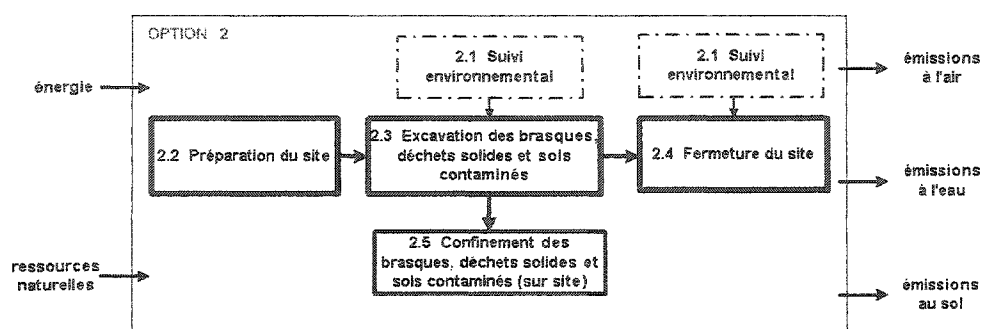 OPTION 2
2.1 Suivi
environnemental
2.1 Suivi
environnemental
émissions
à l'air
énergie
2.2 Préparation du site
2.3 Excavation des brasques,
déchets solides et sols
contaminés
2.4 Fermeture du site
émissions
à l'eau
2.5 Confinement des
brasques, déchets solides et
sols contaminés (sur site)
ressources
naturelles
émissions
au sol